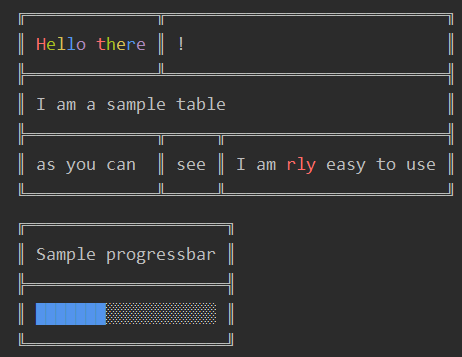 Hello there !
I am a sample table
as you can see I am rly easy to use
Sample progressbar